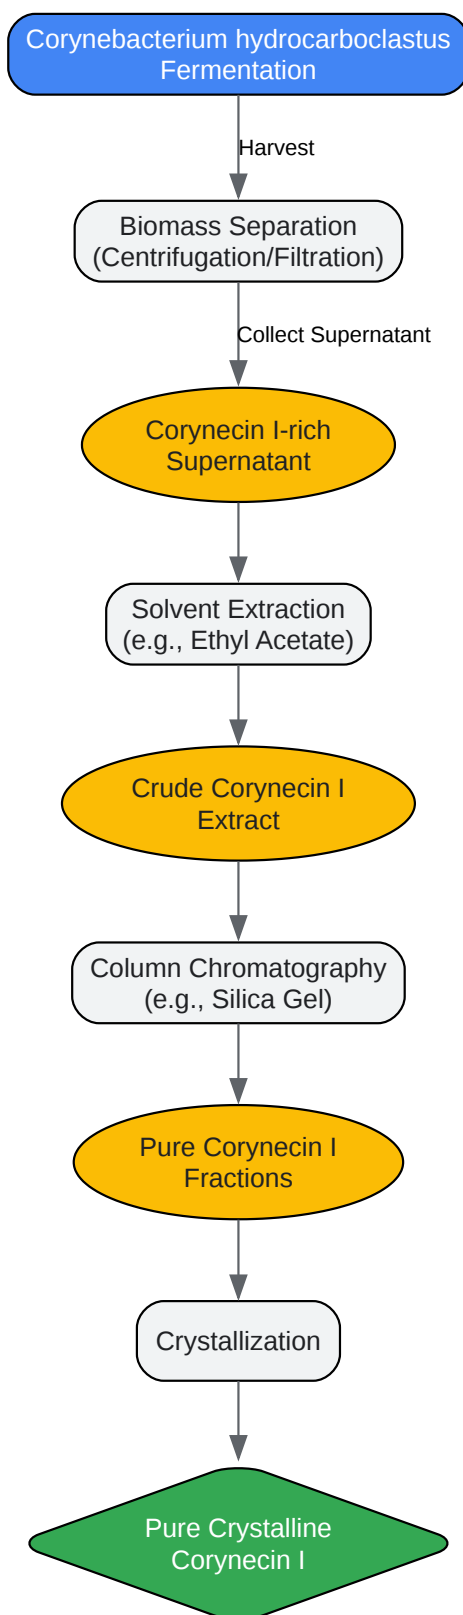 Corynebacterium hydrocarboclastus
Fermentation
Harvest
Biomass Separation
(Centrifugation/Filtration)
Collect Supernatant
Corynecin I-rich
Supernatant
Solvent Extraction
(e.g., Ethyl Acetate)
Crude Corynecin I
Extract
Column Chromatography
(e.g., Silica Gel)
Pure Corynecin I
Fractions
Crystallization
Pure Crystalline
Corynecin I